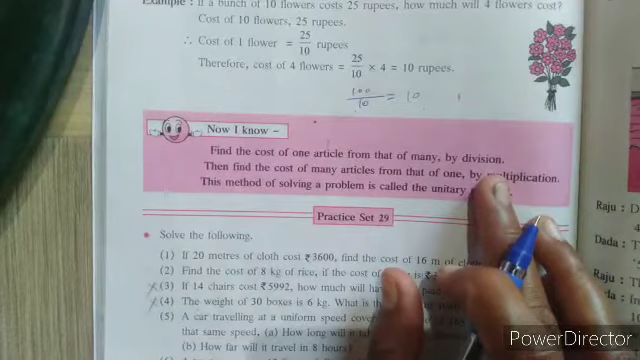 Example : If a bunch of 10 flowers costs 25 rupees, how much will 4 flowers cost?
Cost of 10 flowers, 25 rupees.
∴ Cost of 1 flower = 25/10 rupees
Therefore, cost of 4 flowers = 25/10 × 4 = 10 rupees.
100/10 = 10
Now I know –
Find the cost of one article from that of many, by division.
Then find the cost of many articles from that of one, by multiplication.
This method of solving a problem is called the unitary
Practice Set 29
Solve the following.
(1) If 20 metres of cloth cost ₹3600, find the cost of 16 m of
(2) Find the cost of 8 kg of rice, if the cost of
(3) If 14 chairs cost ₹5992, how much will
(4) The weight of 30 boxes is 6 kg. What is the
(5) A car travelling at a uniform speed
that same speed, (a) How long will it
(b) How far will it travel in 8 hours
Raju : D
Dada :
Raju :
Dada :
PowerDirector